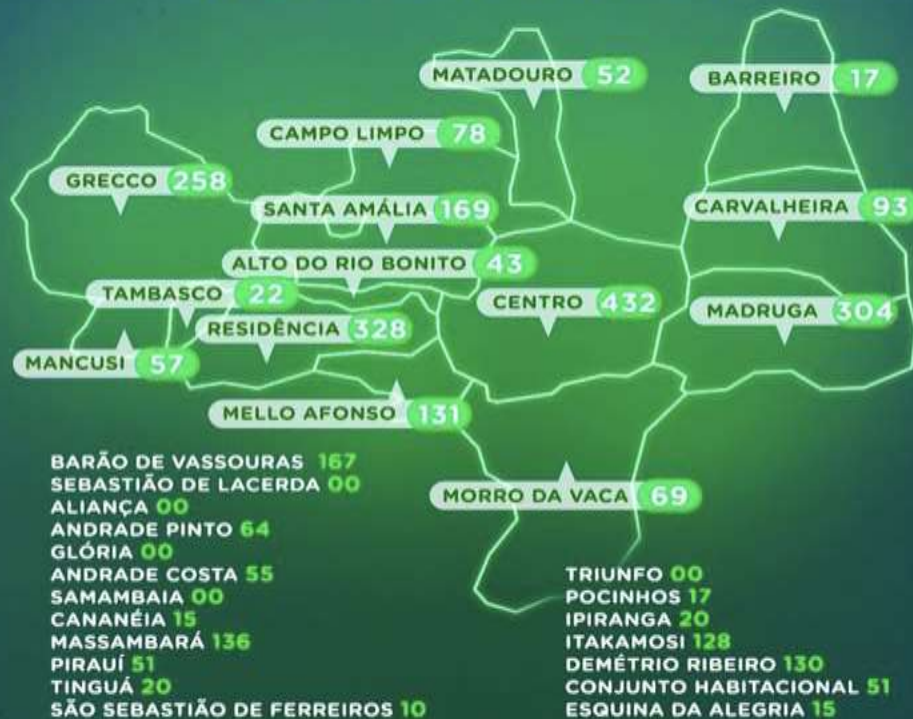 MATADOURO 52
BARREIRO 17
CAMPO LIMPO 78
GRECCO 258
SANTA AMÁLIA 169
CARVALHEIRA 93
ALTO DO RIO BONITO 43
TAMBASCO 22
CENTRO 432
MADRUGA 304
RESIDÊNCIA 328
MANCUSI 57
MELLO AFONSO 131
MORRO DA VACA 69
BARÃO DE VASSOURAS 167
SEBASTIÃO DE LACERDA 00
ALIANÇA 00
ANDRADE PINTO 64
GLÓRIA 00
ANDRADE COSTA 55
SAMAMBAIA 00
CANANÉIA 15
MASSAMBARÁ 136
PIRAUÍ 51
TINGUÁ 20
SÃO SEBASTIÃO DE FERREIROS 10
TRIUNFO 00
POCINHOS 17
IPIRANGA 20
ITAKAMOSI 128
DEMÉTRIO RIBEIRO 130
CONJUNTO HABITACIONAL 51
ESQUINA DA ALEGRIA 15